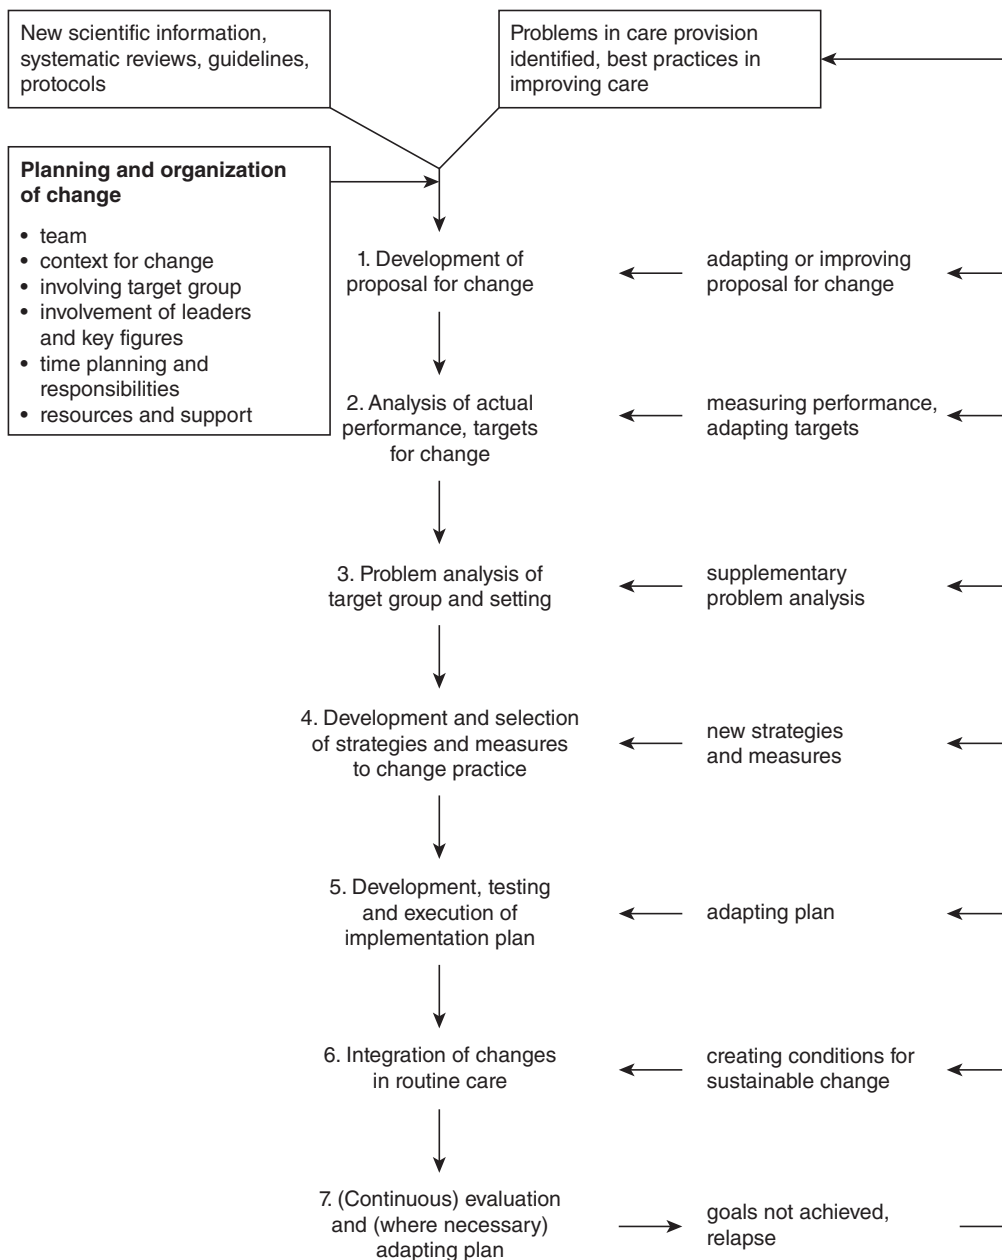 New scientific information,
systematic reviews, guidelines,
protocols
Problems in care provision
identified, best practices in
improving care
Planning and organization
of change
• team
• context for change
• involving target group
• involvement of leaders
and key figures
• time planning and
responsibilities
• resources and support
1. Development of
proposal for change
adapting or improving
proposal for change
2. Analysis of actual
performance, targets
for change
measuring performance,
adapting targets
3. Problem analysis of
target group and setting
supplementary
problem analysis
4. Development and selection
of strategies and measures
to change practice
new strategies
and measures
5. Development, testing
and execution of
implementation plan
adapting plan
6. Integration of changes
in routine care
creating conditions for
sustainable change
7. (Continuous) evaluation
and (where necessary)
adapting plan
goals not achieved,
relapse